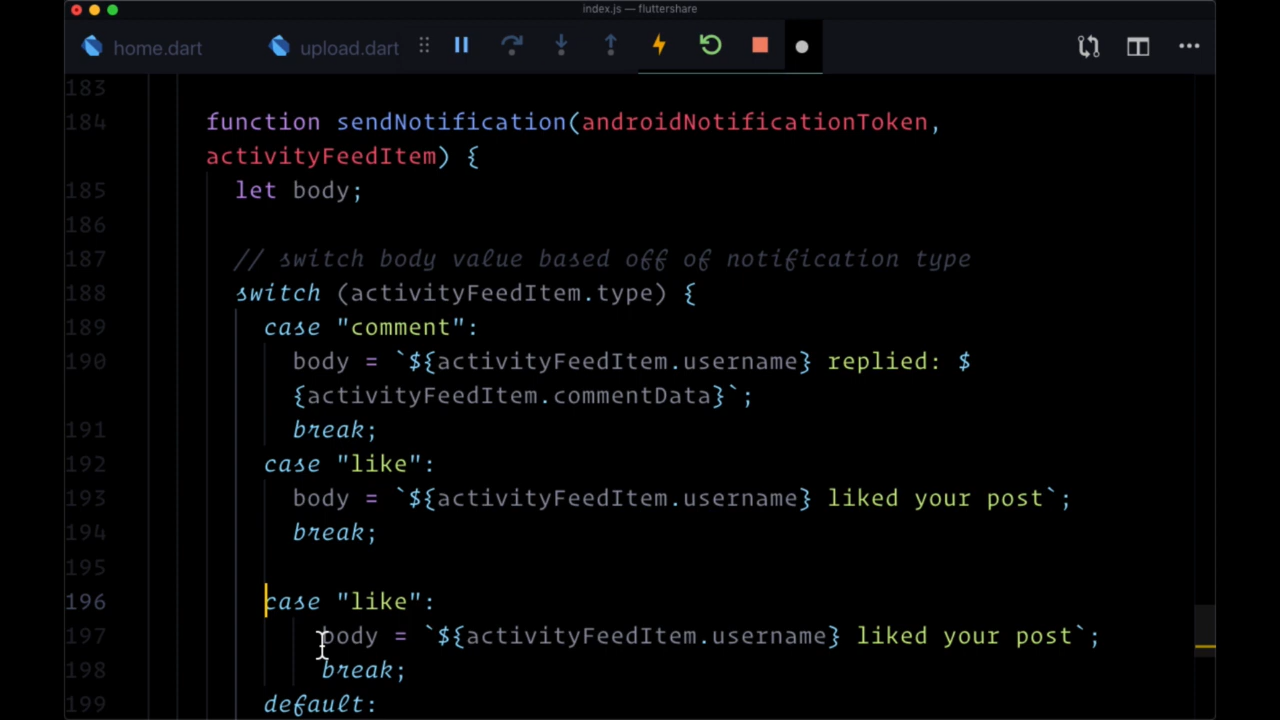 index.js — fluttershare
home.dart upload.dart
183
184 function sendNotification(androidNotificationToken,
activityFeedItem) {
185 let body;
186
187 // switch body value based off of notification type
188 switch (activityFeedItem.type) {
189 case "comment":
190 body = `${activityFeedItem.username} replied: $
{activityFeedItem.commentData}`;
191 break;
192 case "like":
193 body = `${activityFeedItem.username} liked your post`;
194 break;
195
196 case "like":
197 body = `${activityFeedItem.username} liked your post`;
198 break;
199 default: